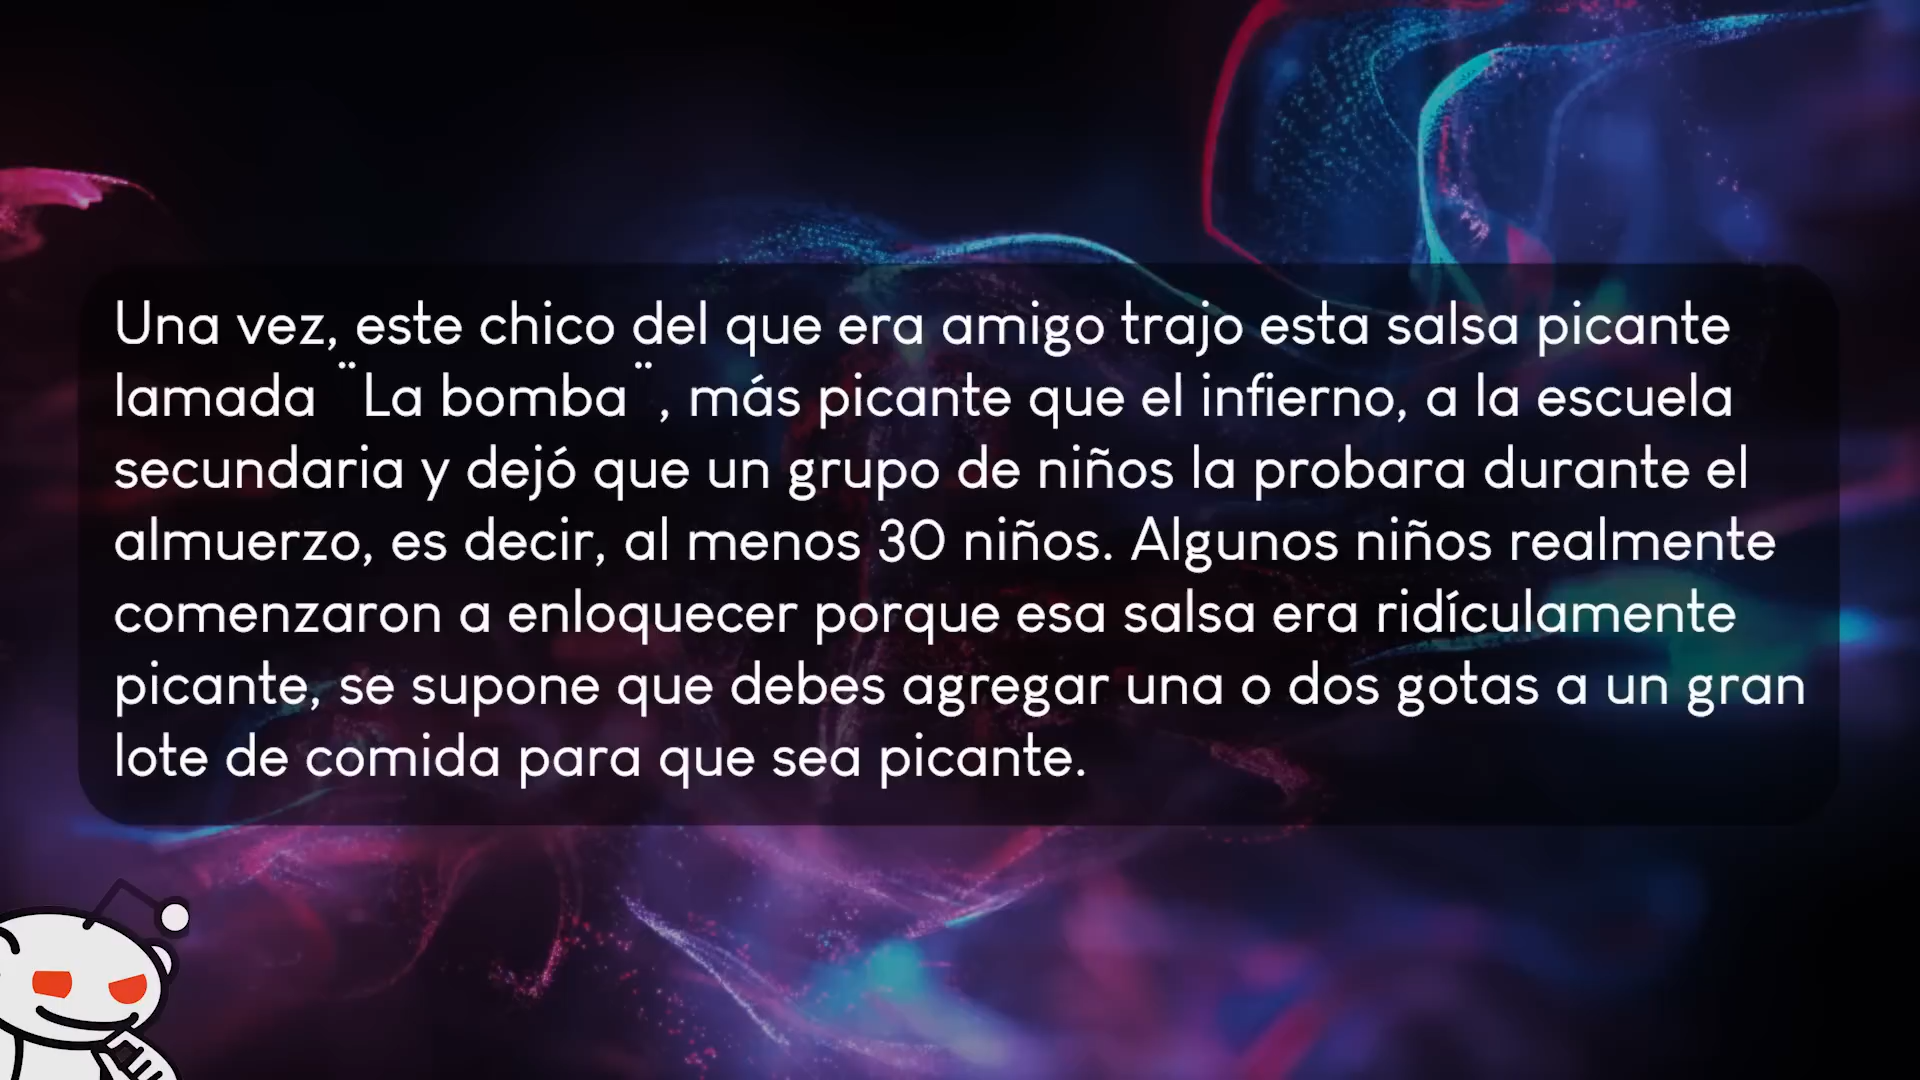 Una vez, este chico del que era amigo trajo esta salsa picante
lamada ¨La bomba¨, más picante que el infierno, a la escuela
secundaria y dejó que un grupo de niños la probara durante el
almuerzo, es decir, al menos 30 niños. Algunos niños realmente
comenzaron a enloquecer porque esa salsa era ridículamente
picante, se supone que debes agregar una o dos gotas a un gran
lote de comida para que sea picante.